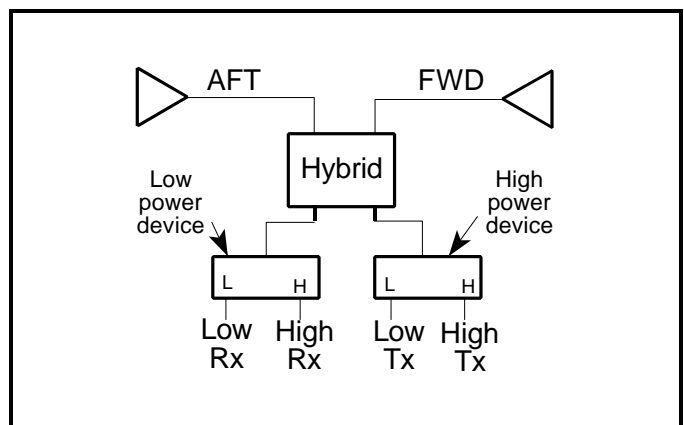 AFT
FWD
Hybrid
Low
power
device
High
power
device
L
H
L
H
Low
Rx
High
Rx
Low
Tx
High
Tx